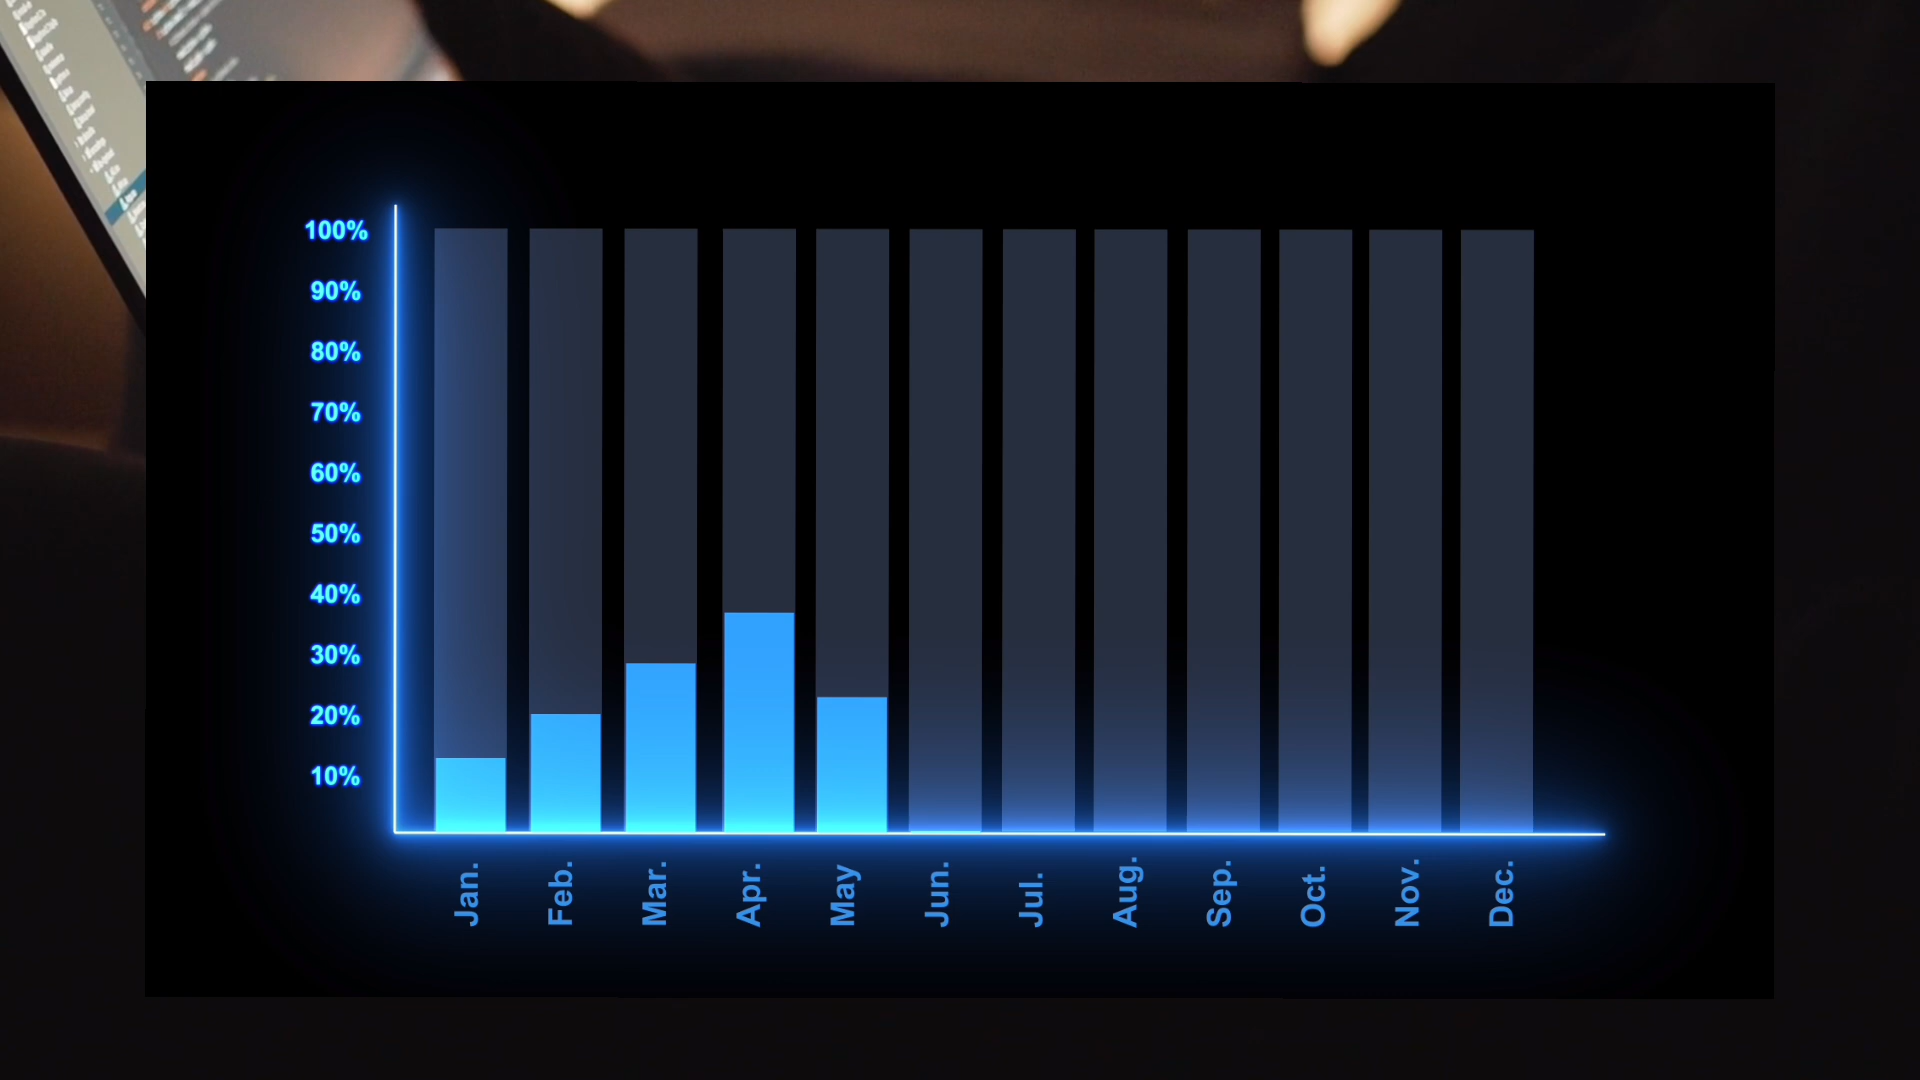 100%
90%
80%
70%
60%
50%
40%
30%
20%
10%
Jan.
Feb.
Mar.
Apr.
May
Jun.
Jul.
Aug.
Sep.
Oct.
Nov.
Dec.